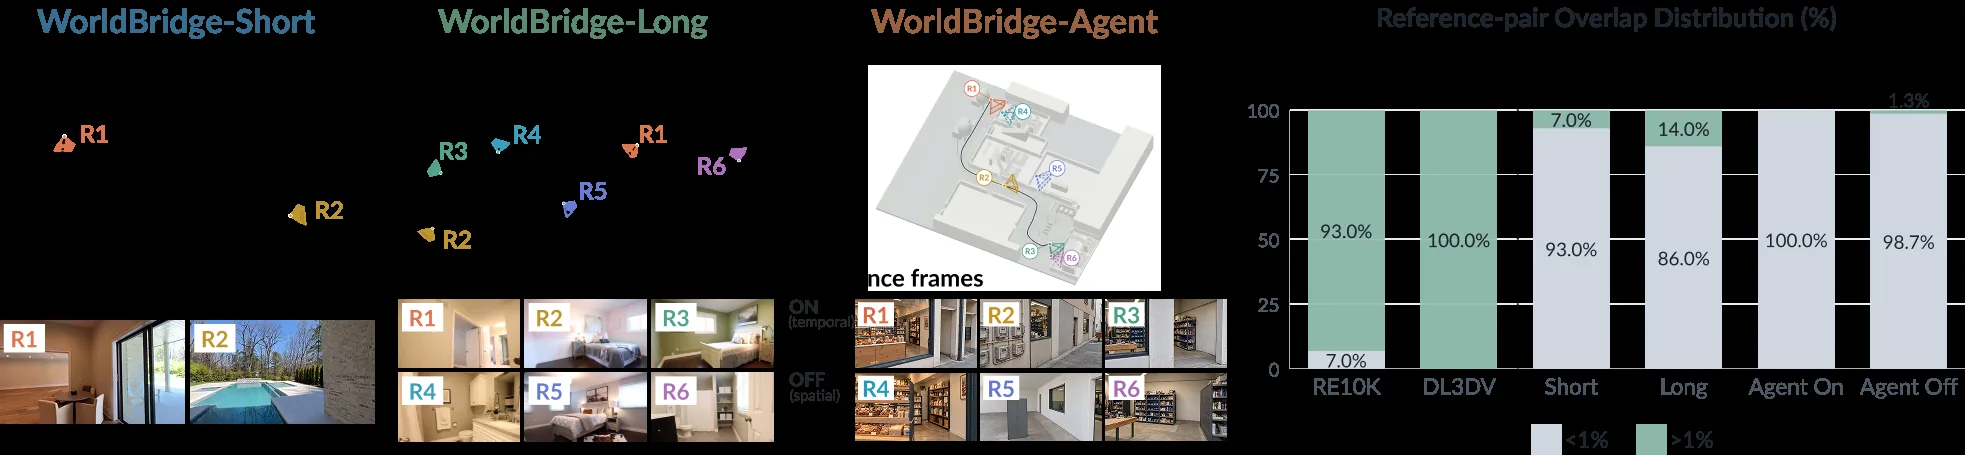 WorldBridge-Short
R1
R2
R1
R2
WorldBridge-Long
R4
R1
R3
R6
R5
R2
R1
R2
R3
R4
R5
R6
WorldBridge-Agent
R1
R4
R5
R2
R3
R6
nce frames
ON
(temporal)
R1
R2
R3
OFF
(spatial)
R4
R5
R6
Reference-pair Overlap Distribution (%)
1.3%
100
7.0%
14.0%
75
93.0%
100.0%
93.0%
86.0%
100.0%
98.7%
50
25
7.0%
0
RE10K
DL3DV
Short
Long
Agent On
Agent Off
<1%
>1%